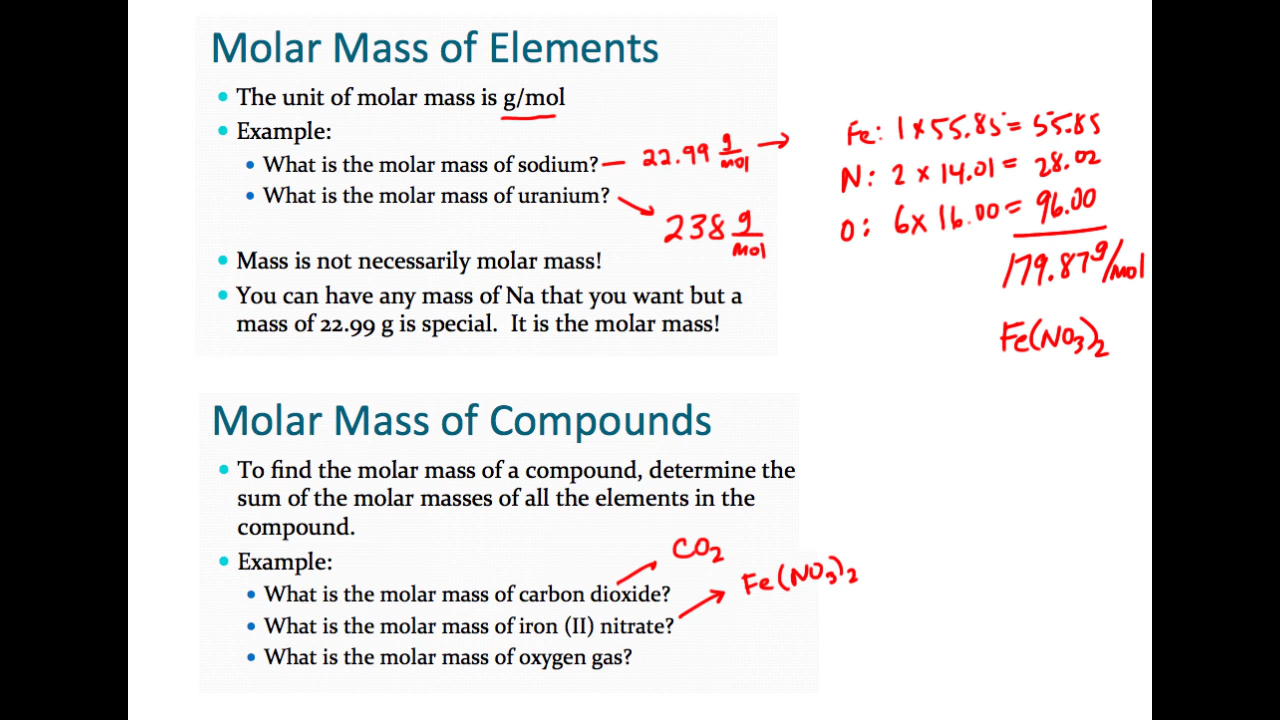 Molar Mass of Elements
• The unit of molar mass is g/mol
• Example:
• What is the molar mass of sodium? — 22.99 g/mol →
• What is the molar mass of uranium? → 238 g/mol
• Mass is not necessarily molar mass!
• You can have any mass of Na that you want but a
mass of 22.99 g is special. It is the molar mass!
Fe: 1 x 55.85 = 55.85
N: 2 x 14.01 = 28.02
O: 6 x 16.00 = 96.00
179.87 g/mol
Fe(NO₃)₂
Molar Mass of Compounds
• To find the molar mass of a compound, determine the
sum of the molar masses of all the elements in the
compound.
• Example:
CO₂
• What is the molar mass of carbon dioxide?
Fe(NO₃)₂
• What is the molar mass of iron (II) nitrate?
• What is the molar mass of oxygen gas?